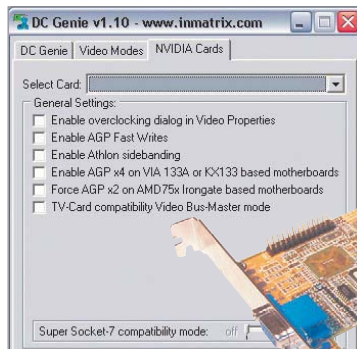 DC Genie v1.10 - www.inmatrix.com
DC Genie Video Modes NVIDIA Cards
Select Card:
General Settings:
Enable overclocking dialog in Video Properties
Enable AGP Fast Writes
Enable Athlon sidebanding
Enable AGP x4 on VIA 133A or KX133 based motherboards
Force AGP x2 on AMD75x Irongate based motherboards
TV-Card compatibility Video Bus-Master mode
Super Socket-7 compatibility mode: off